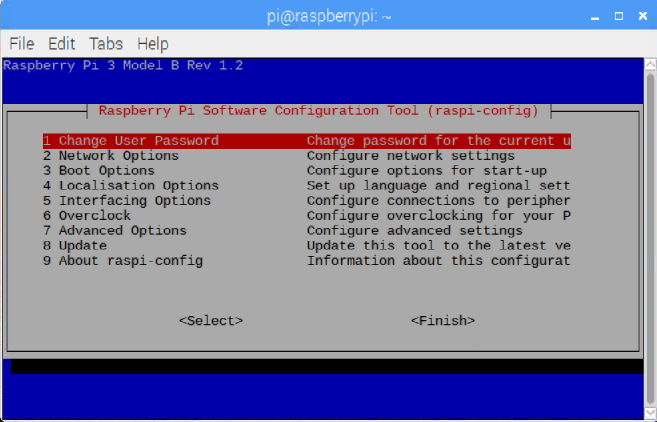 pi@raspberrypi: ~
File Edit Tabs Help
Raspberry Pi 3 Model B Rev 1.2
Raspberry Pi Software Configuration Tool (raspi-config)
1 Change User Password Change password for the current u
2 Network Options Configure network settings
3 Boot Options Configure options for start-up
4 Localisation Options Set up language and regional sett
5 Interfacing Options Configure connections to peripher
6 Overclock Configure overclocking for your P
7 Advanced Options Configure advanced settings
8 Update Update this tool to the latest ve
9 About raspi-config Information about this configurat
<Select> <Finish>